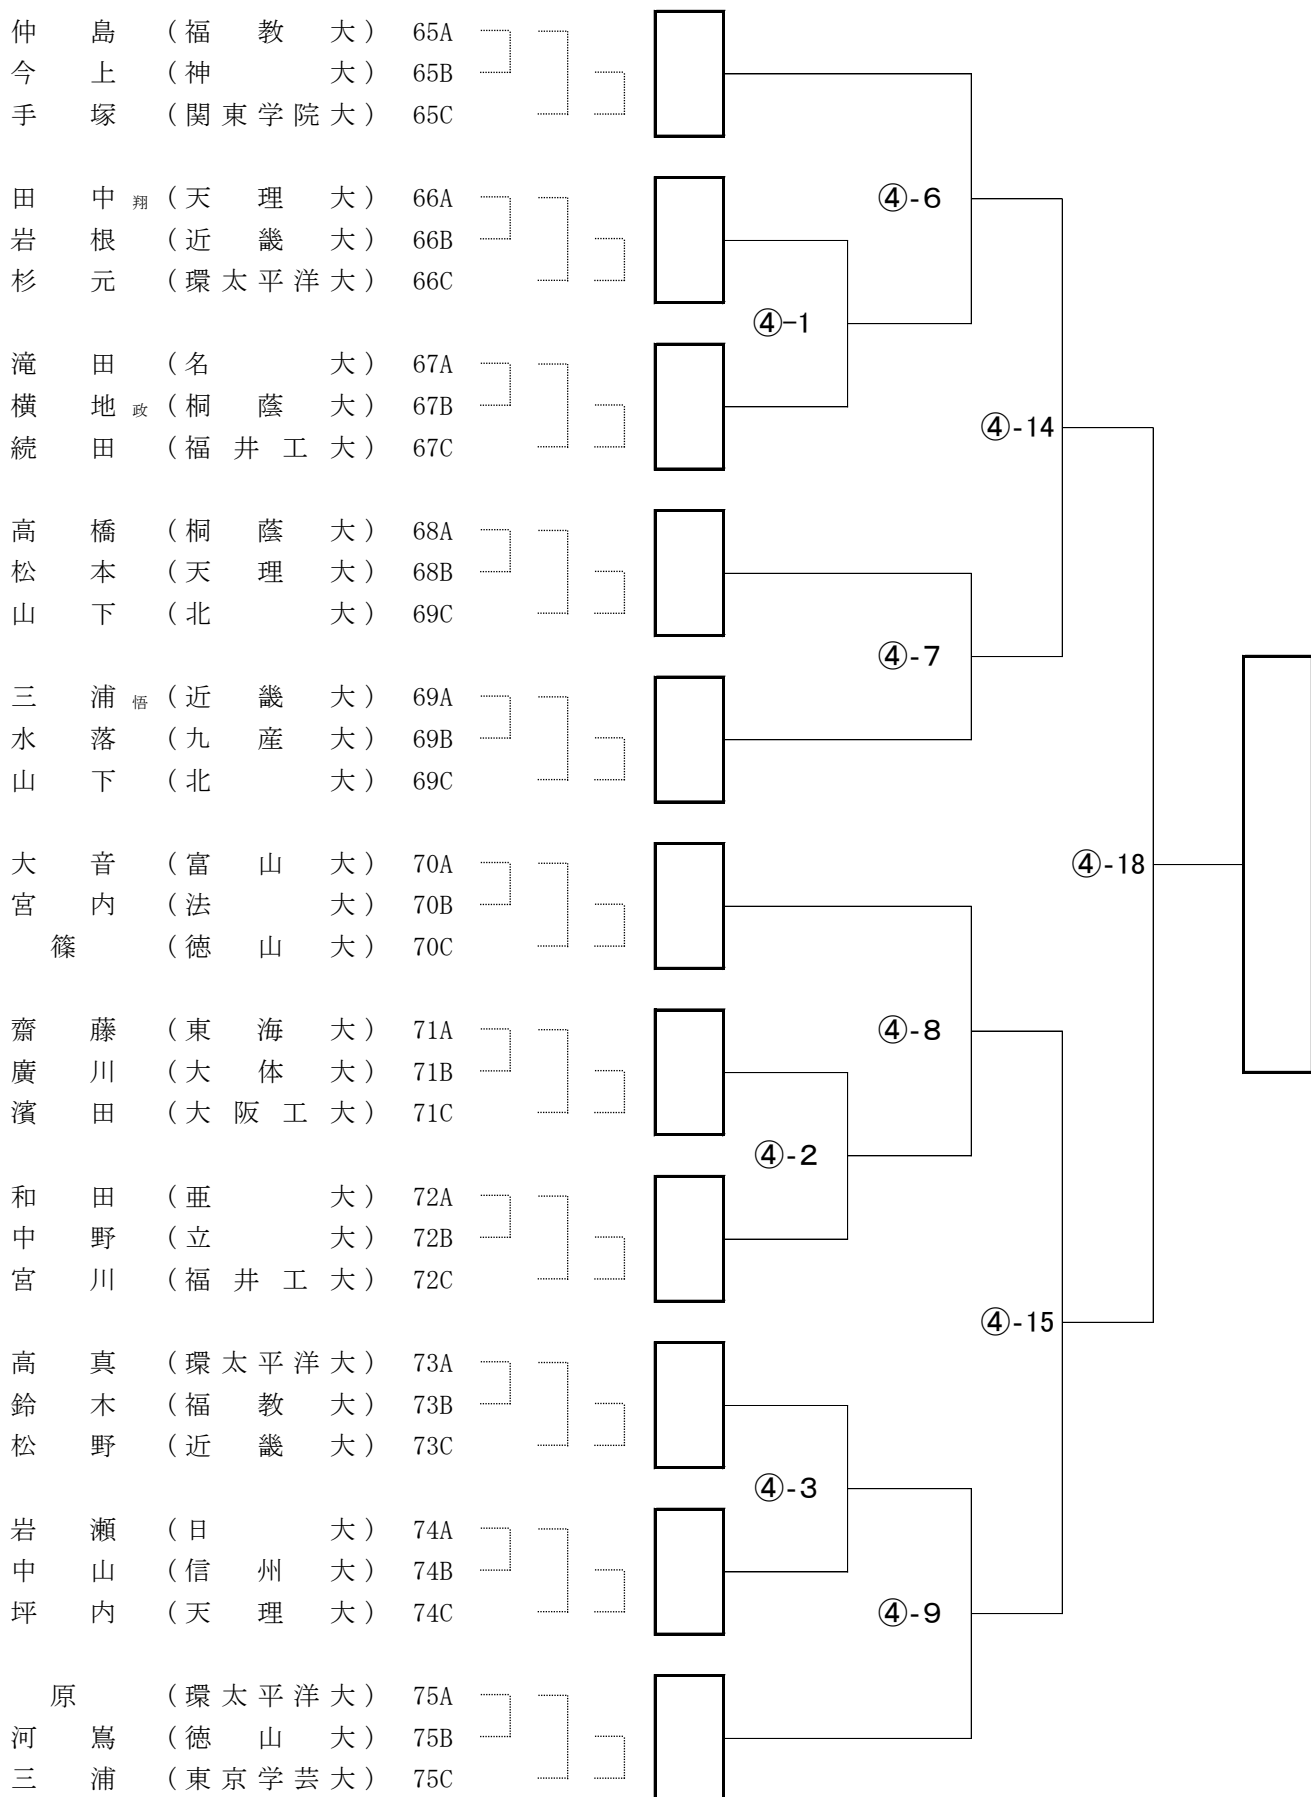 仲島 (福教大) 65A
今上 (神大) 65B
手塚 (関東学院大) 65C
田中 翔 (天理大) 66A
岩根 (近畿大) 66B
杉元 (環太平洋大) 66C
滝田 (名大) 67A
横地 政 (桐蔭大) 67B
続田 (福井工大) 67C
高橋 (桐蔭大) 68A
松本 (天理大) 68B
山下 (北大) 69C
三浦 悟 (近畿大) 69A
水落 (九産大) 69B
山下 (北大) 69C
大音 (富山大) 70A
宮内 (法大) 70B
篠 (徳山大) 70C
齋藤 (東海大) 71A
廣川 (大体大) 71B
濱田 (大阪工大) 71C
和田 (亜大) 72A
中野 (立大) 72B
宮川 (福井工大) 72C
高真 (環太平洋大) 73A
鈴木 (福教大) 73B
松野 (近畿大) 73C
岩瀬 (日大) 74A
中山 (信州大) 74B
坪内 (天理大) 74C
原 (環太平洋大) 75A
河嶌 (徳山大) 75B
三浦 (東京学芸大) 75C
④-1
④-2
④-3
④-6
④-7
④-8
④-9
④-14
④-15
④-18